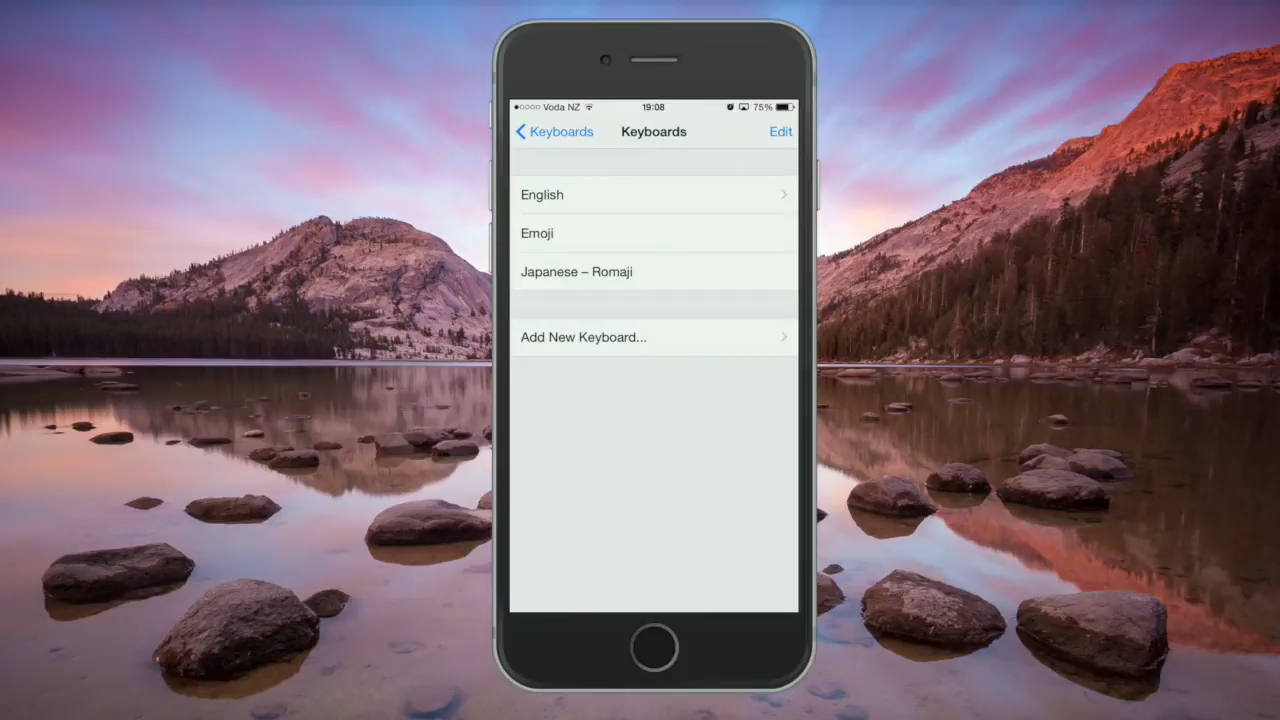 Voda NZ 19:08 75%
Keyboards Keyboards Edit
English
Emoji
Japanese – Romaji
Add New Keyboard...